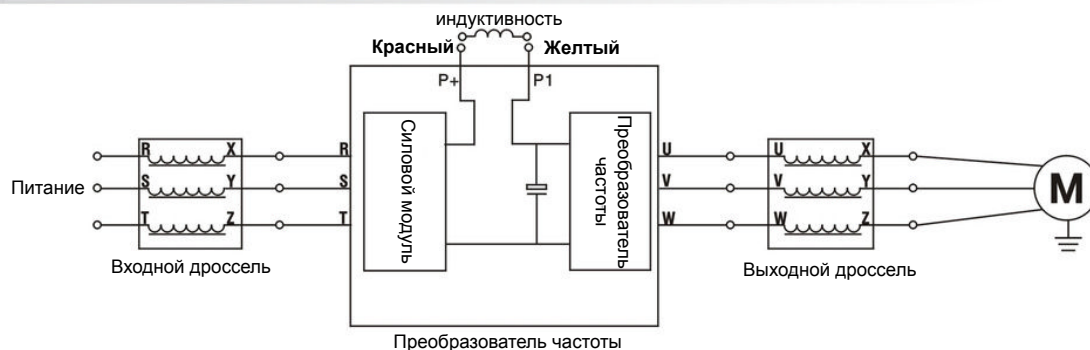 индуктивность
Красный
Желтый
P+
P1
Питание
R
X
S
Y
T
Z
Входной дроссель
R
S
T
Силовой модуль
Преобразователь
частоты
U
V
W
U
X
V
Y
W
Z
Выходной дроссель
M
Преобразователь частоты